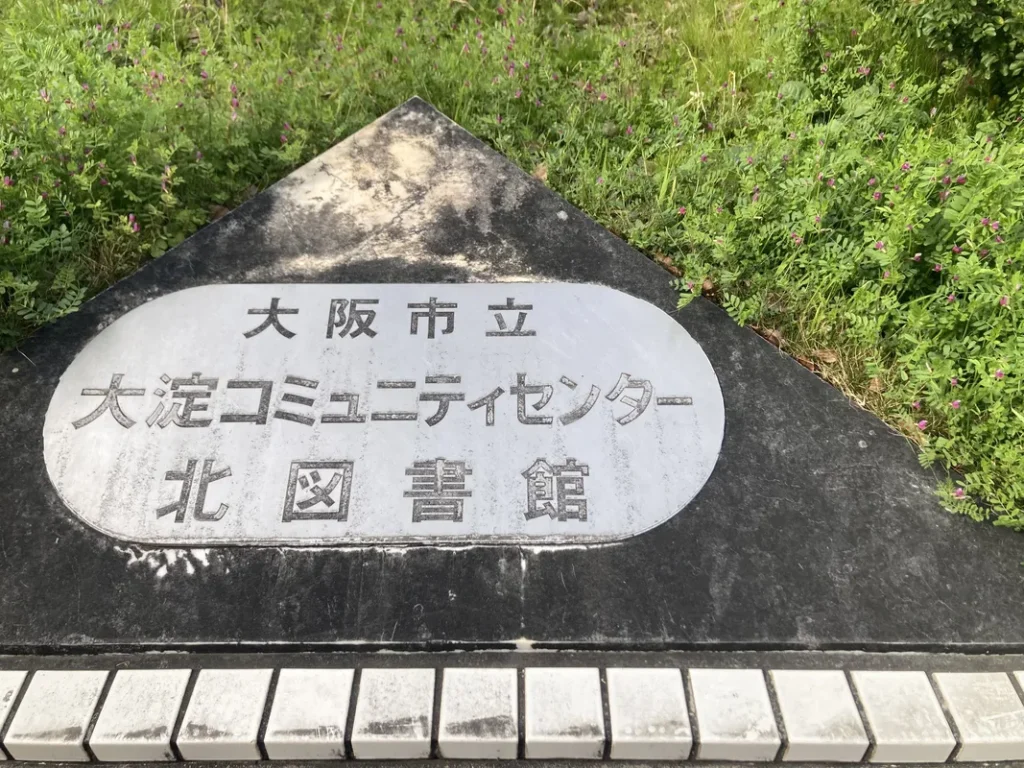 大阪市立
大淀コミュニティセンター
北図書館